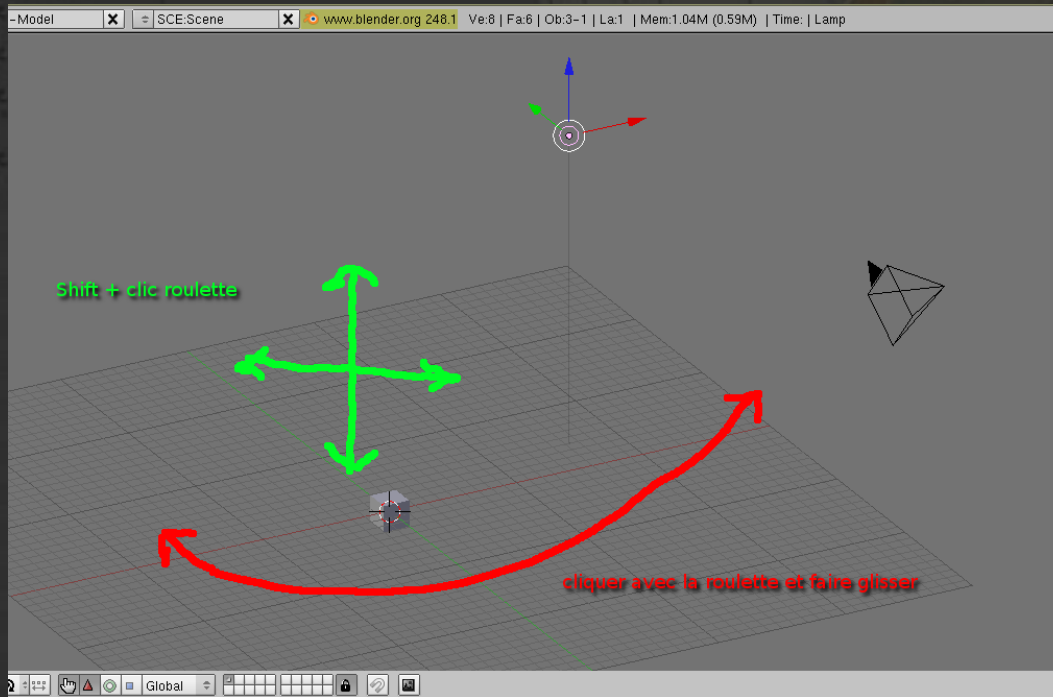 -Model
SCE:Scene
www.blender.org 248.1 Ve:8 | Fa:6 | Ob:3-1 | La:1 | Mem:1.04M (0.59M) | Time: | Lamp
Shift + clic roulette
cliquer avec la roulette et faire glisser
Global